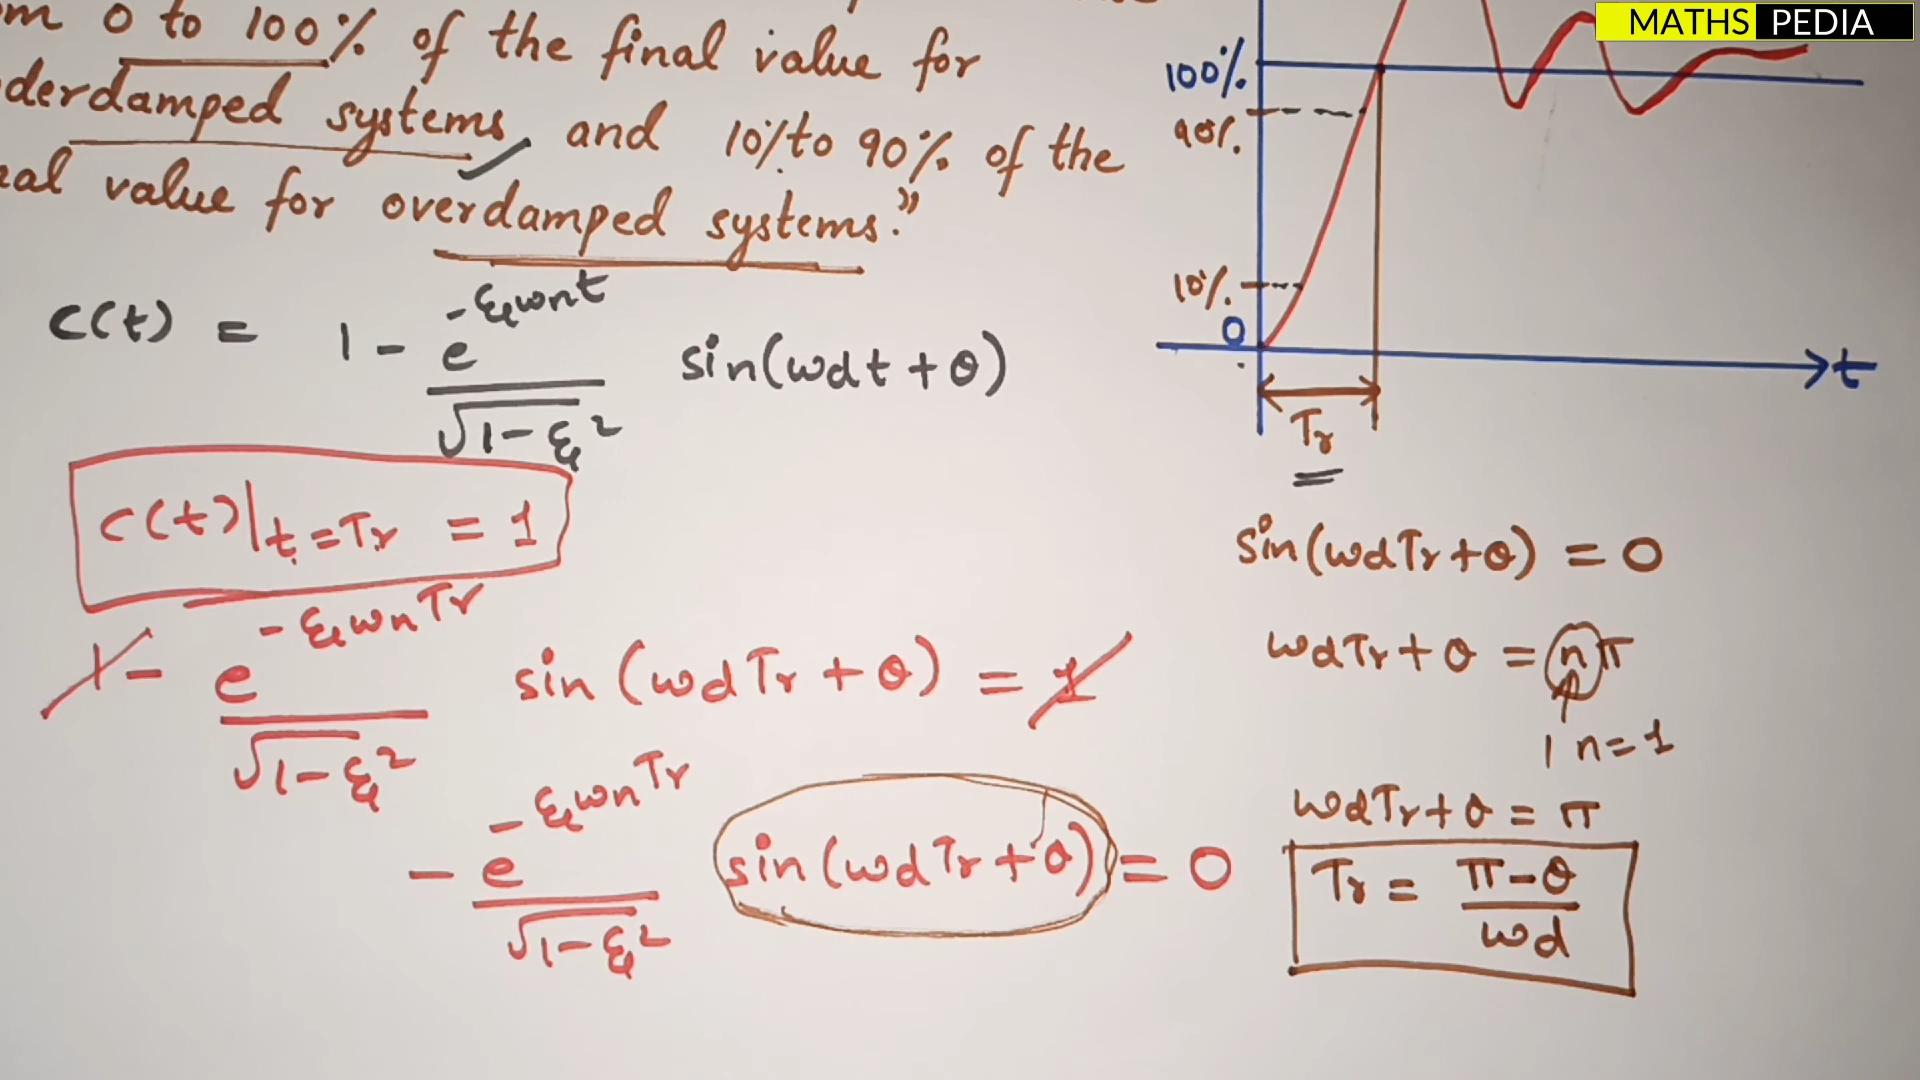 MATHS PEDIA
m 0 to 100% of the final value for
derdamped systems, and 10% to 90% of the
value for overdamped systems."
100%
90%.
10%.
0
t
Tr
c(t) = 1 - e^(-ξωnt) / √(1-ξ²) sin(ωdt + θ)
c(t)|t=Tr = 1
1 - e^(-ξωnTr) / √(1-ξ²) sin(ωdTr + θ) = 1
- e^(-ξωnTr) / √(1-ξ²) sin(ωdTr + θ) = 0
sin(ωdTr + θ) = 0
ωdTr + θ = nπ
n = 1
ωdTr + θ = π
Tr = (π - θ) / ωd